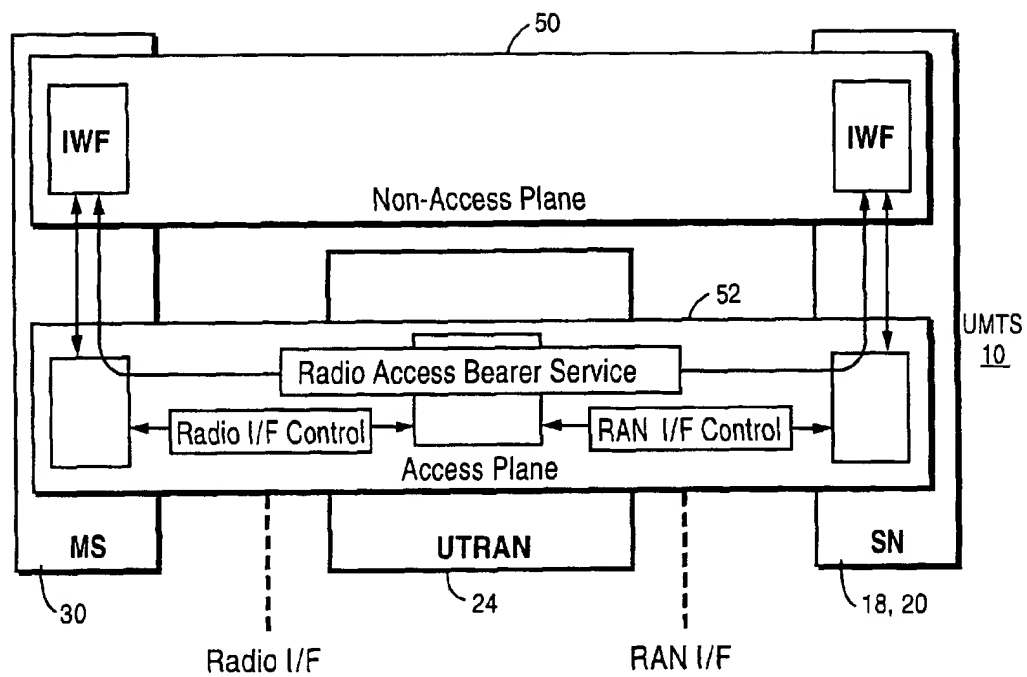 50
IWF
IWF
Non-Access Plane
52
UMTS
10
Radio Access Bearer Service
Radio I/F Control
RAN I/F Control
Access Plane
MS
UTRAN
SN
30
24
18, 20
Radio I/F
RAN I/F